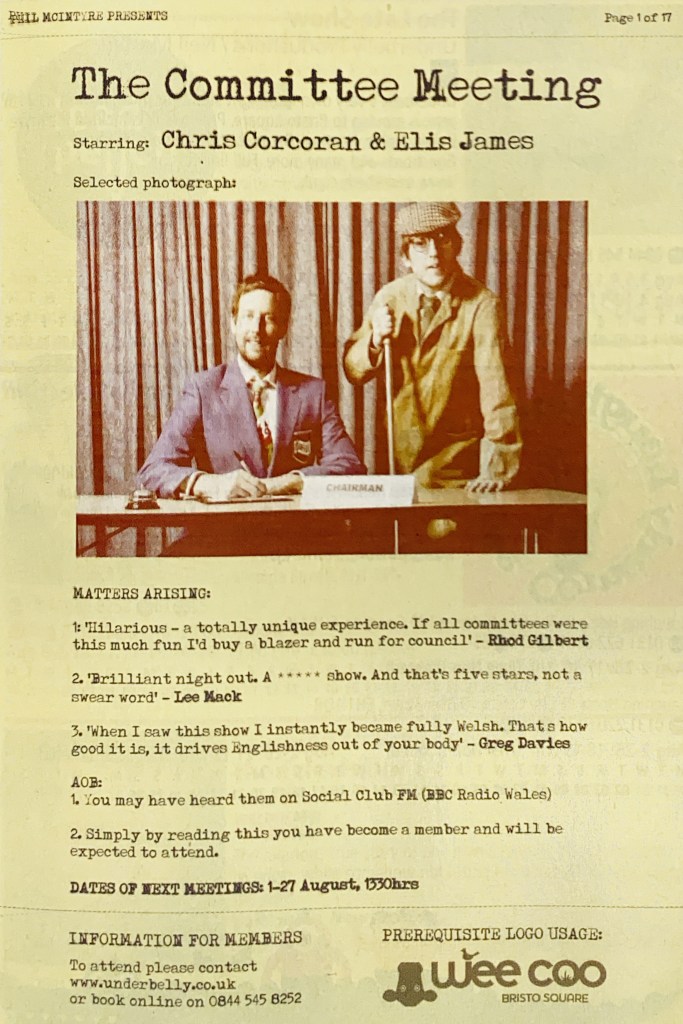 PHIL MCINTYRE PRESENTS
Page 1 of 17
The Committee Meeting
Starring: Chris Corcoran & Elis James
Selected photograph:
CHAIRMAN
MATTERS ARISING:
1: 'Hilarious - a totally unique experience. If all committees were
this much fun I'd buy a blazer and run for council' - Rhod Gilbert
2. 'Brilliant night out. A ***** show. And that's five stars, not a
swear word' - Lee Mack
3. 'When I saw this show I instantly became fully Welsh. That's how
good it is, it drives Englishness out of your body' - Greg Davies
AOB:
1. You may have heard them on Social Club FM (BBC Radio Wales)
2. Simply by reading this you have become a member and will be
expected to attend.
DATES OF NEXT MEETINGS: 1-27 August, 1330hrs
INFORMATION FOR MEMBERS
To attend please contact
www.underbelly.co.uk
or book online on 0844 545 8252
PREREQUISITE LOGO USAGE:
wee coo
BRISTO SQUARE